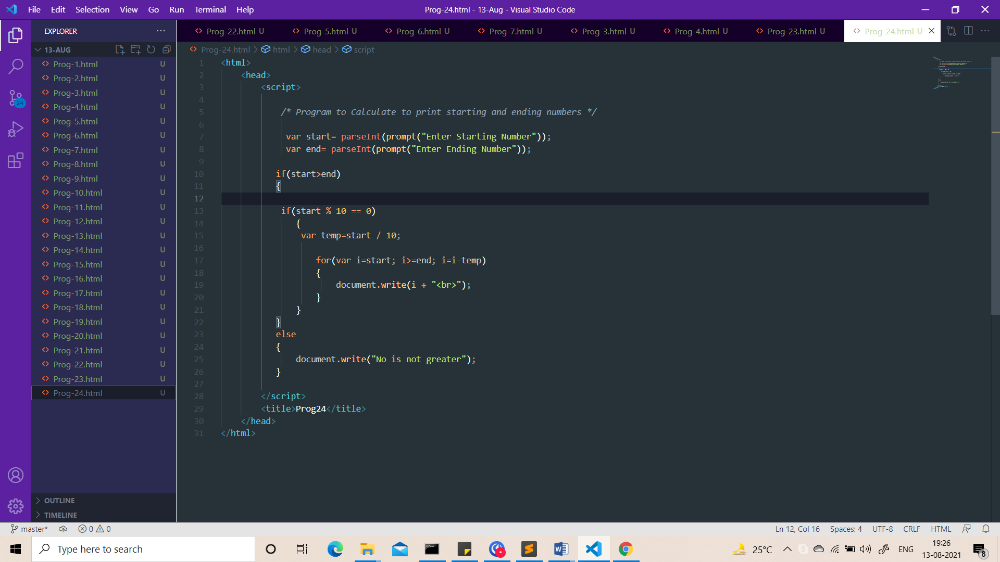 File Edit Selection View Go Run Terminal Help
Prog-24.html - 13-Aug - Visual Studio Code
EXPLORER
Prog-22.html U Prog-5.html U Prog-6.html U Prog-7.html U Prog-3.html U Prog-4.html U Prog-23.html U Prog-24.html U
13-AUG
Prog-1.html U
Prog-2.html U
Prog-3.html U
Prog-4.html U
Prog-5.html U
Prog-6.html U
Prog-7.html U
Prog-8.html U
Prog-9.html U
Prog-10.html U
Prog-11.html U
Prog-12.html U
Prog-13.html U
Prog-14.html U
Prog-15.html U
Prog-16.html U
Prog-17.html U
Prog-18.html U
Prog-19.html U
Prog-20.html U
Prog-21.html U
Prog-22.html U
Prog-23.html U
Prog-24.html U
24
OUTLINE
TIMELINE
Prog-24.html > html > head > script
1 <html>
2 <head>
3 <script>
4
5 /* Program to Calculate to print starting and ending numbers */
6
7 var start= parseInt(prompt("Enter Starting Number"));
8 var end= parseInt(prompt("Enter Ending Number"));
9
10 if(start>end)
11 {
12
13 if(start % 10 == 0)
14 {
15 var temp=start / 10;
16
17 for(var i=start; i>=end; i=i-temp)
18 {
19 document.write(i + "<br>");
20 }
21 }
22 }
23 else
24 {
25 document.write("No is not greater");
26 }
27
28 </script>
29 <title>Prog24</title>
30 </head>
31 </html>
master* 0 0
Ln 12, Col 16 Spaces: 4 UTF-8 CRLF HTML
Type here to search
25°C ENG
19:26
13-08-2021
8